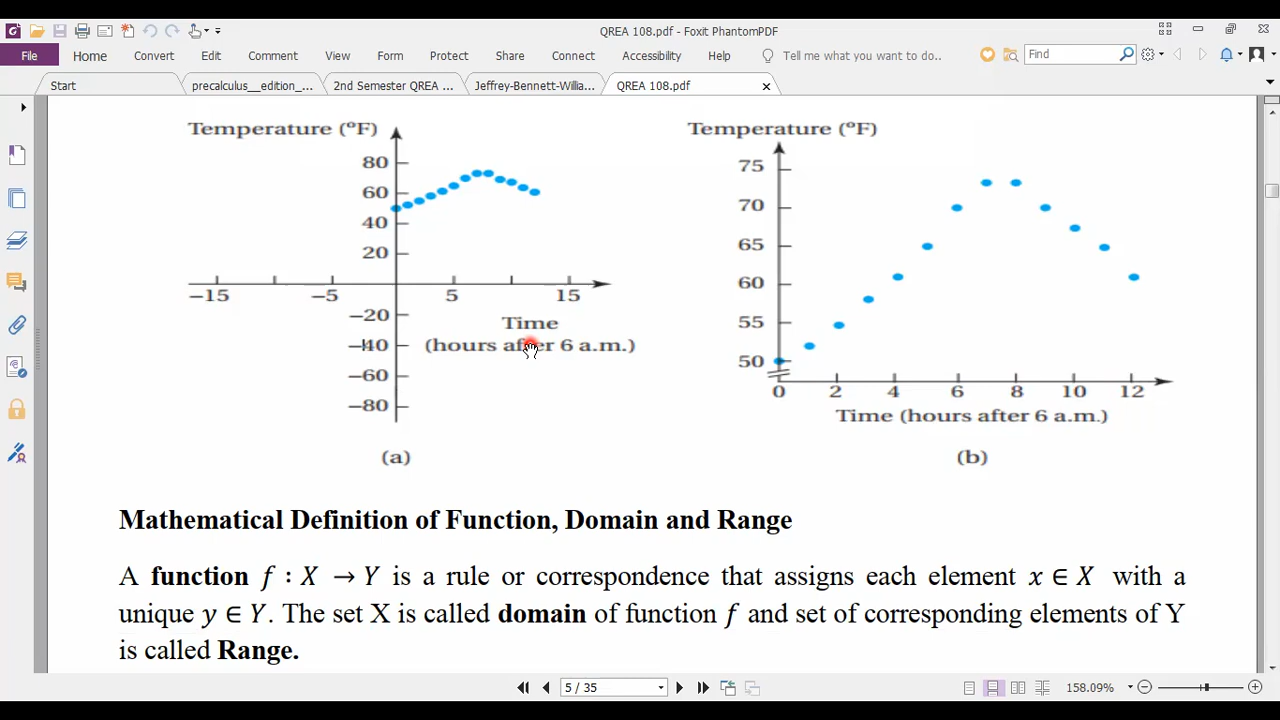 QREA 108.pdf - Foxit PhantomPDF
File Home Convert Edit Comment View Form Protect Share Connect Accessibility Help Tell me what you want to do.. Find
Start precalculus__edition_... 2nd Semester QREA ... Jeffrey-Bennett-Willia... QREA 108.pdf
Temperature (°F)
80
60
40
20
−15 −5 5 15
−20
−40
−60
−80
Time
(hours after 6 a.m.)
(a)
Temperature (°F)
75
70
65
60
55
50
0 2 4 6 8 10 12
Time (hours after 6 a.m.)
(b)
Mathematical Definition of Function, Domain and Range
A function f : X → Y is a rule or correspondence that assigns each element x ∈ X with a
unique y ∈ Y. The set X is called domain of function f and set of corresponding elements of Y
is called Range.
5 / 35 158.09%